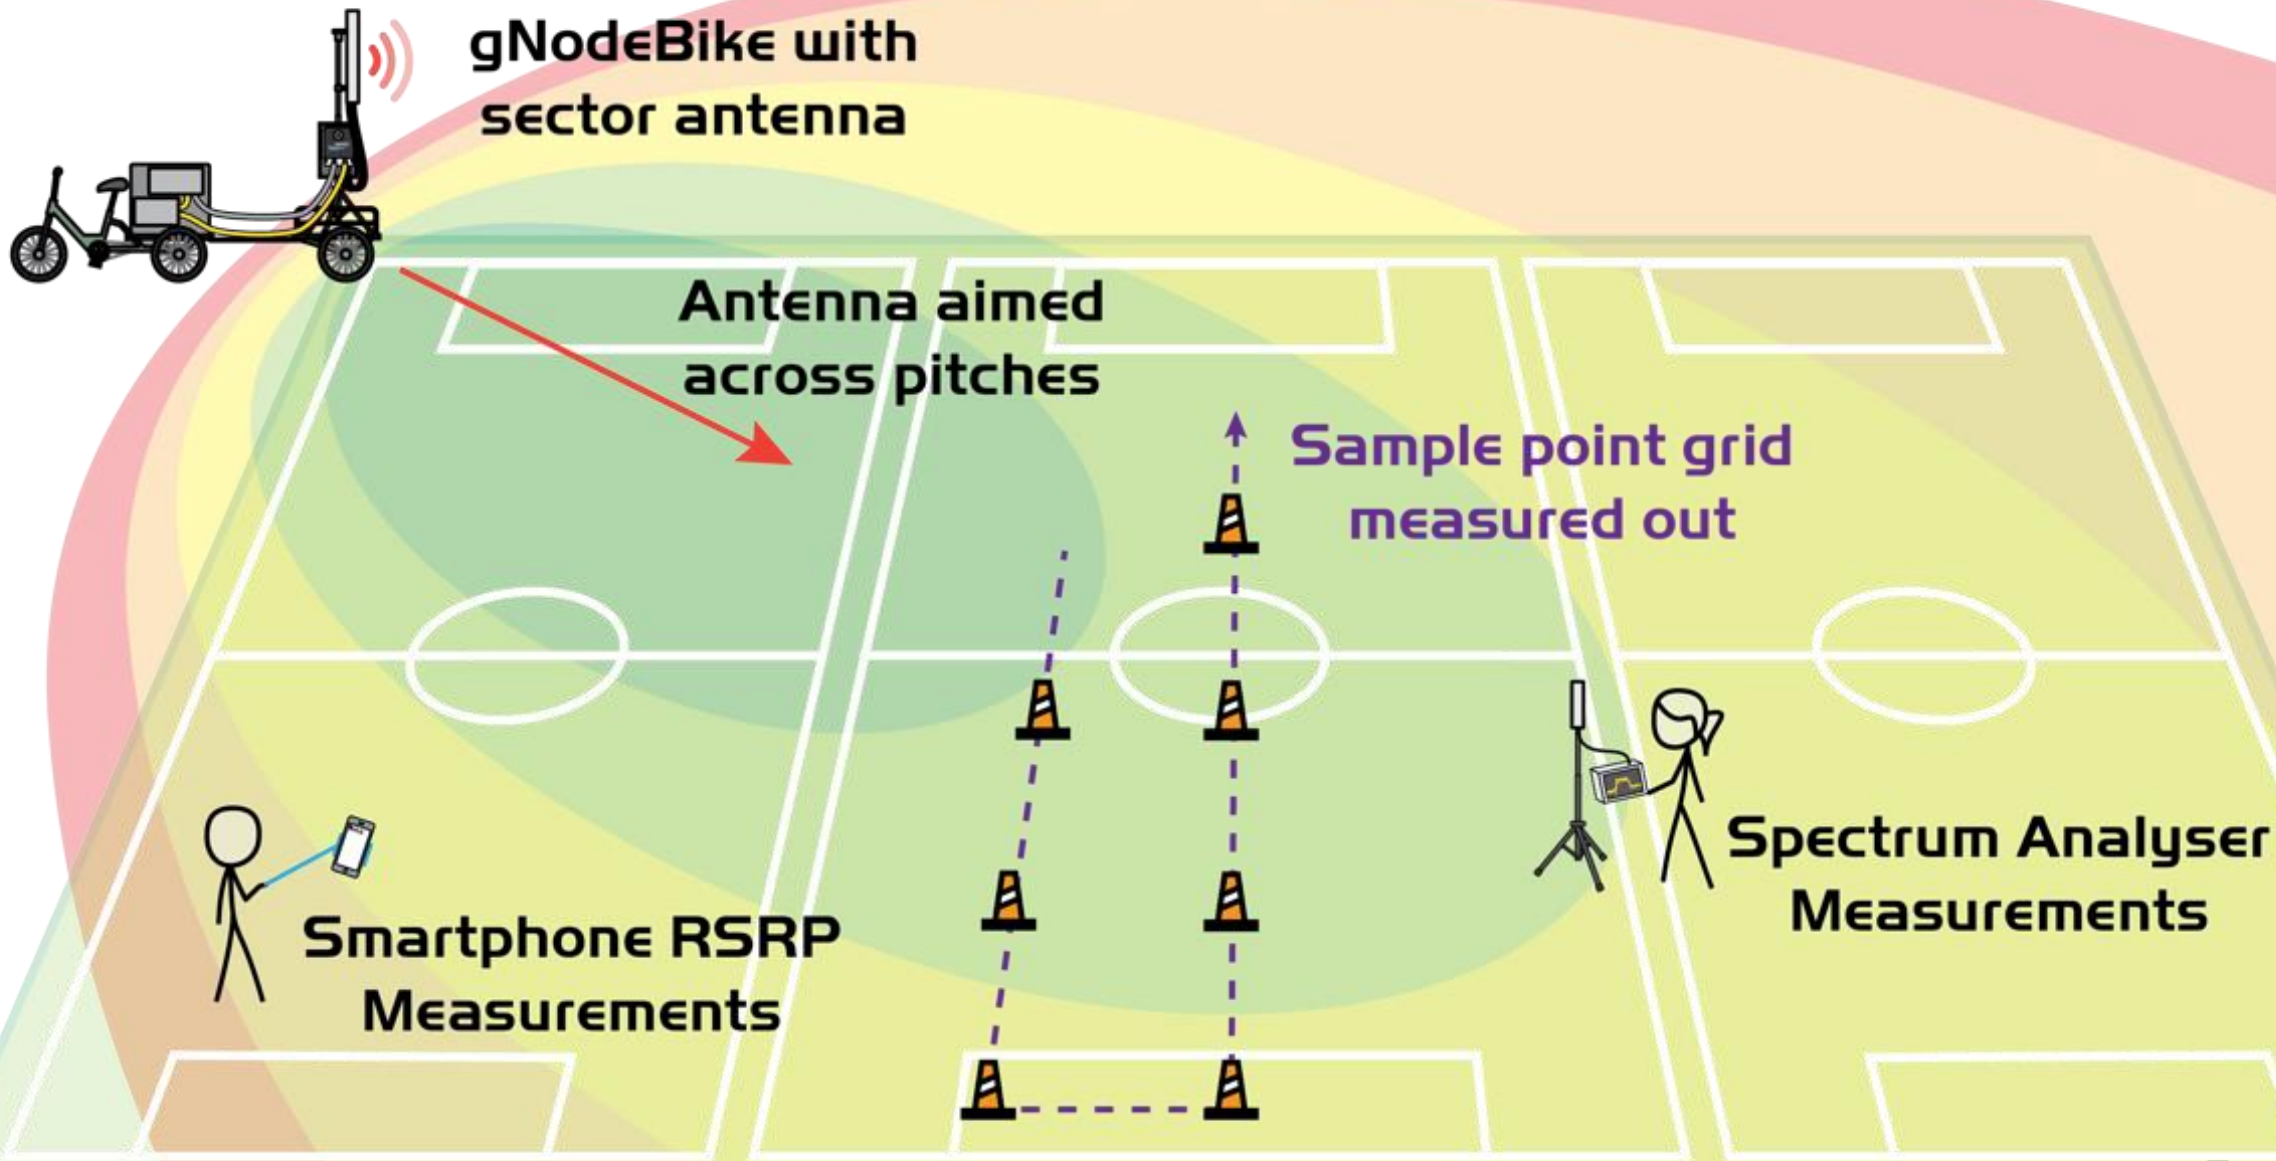 gNodeBike with
sector antenna
Antenna aimed
across pitches
Sample point grid
measured out
Smartphone RSRP
Measurements
Spectrum Analyser
Measurements